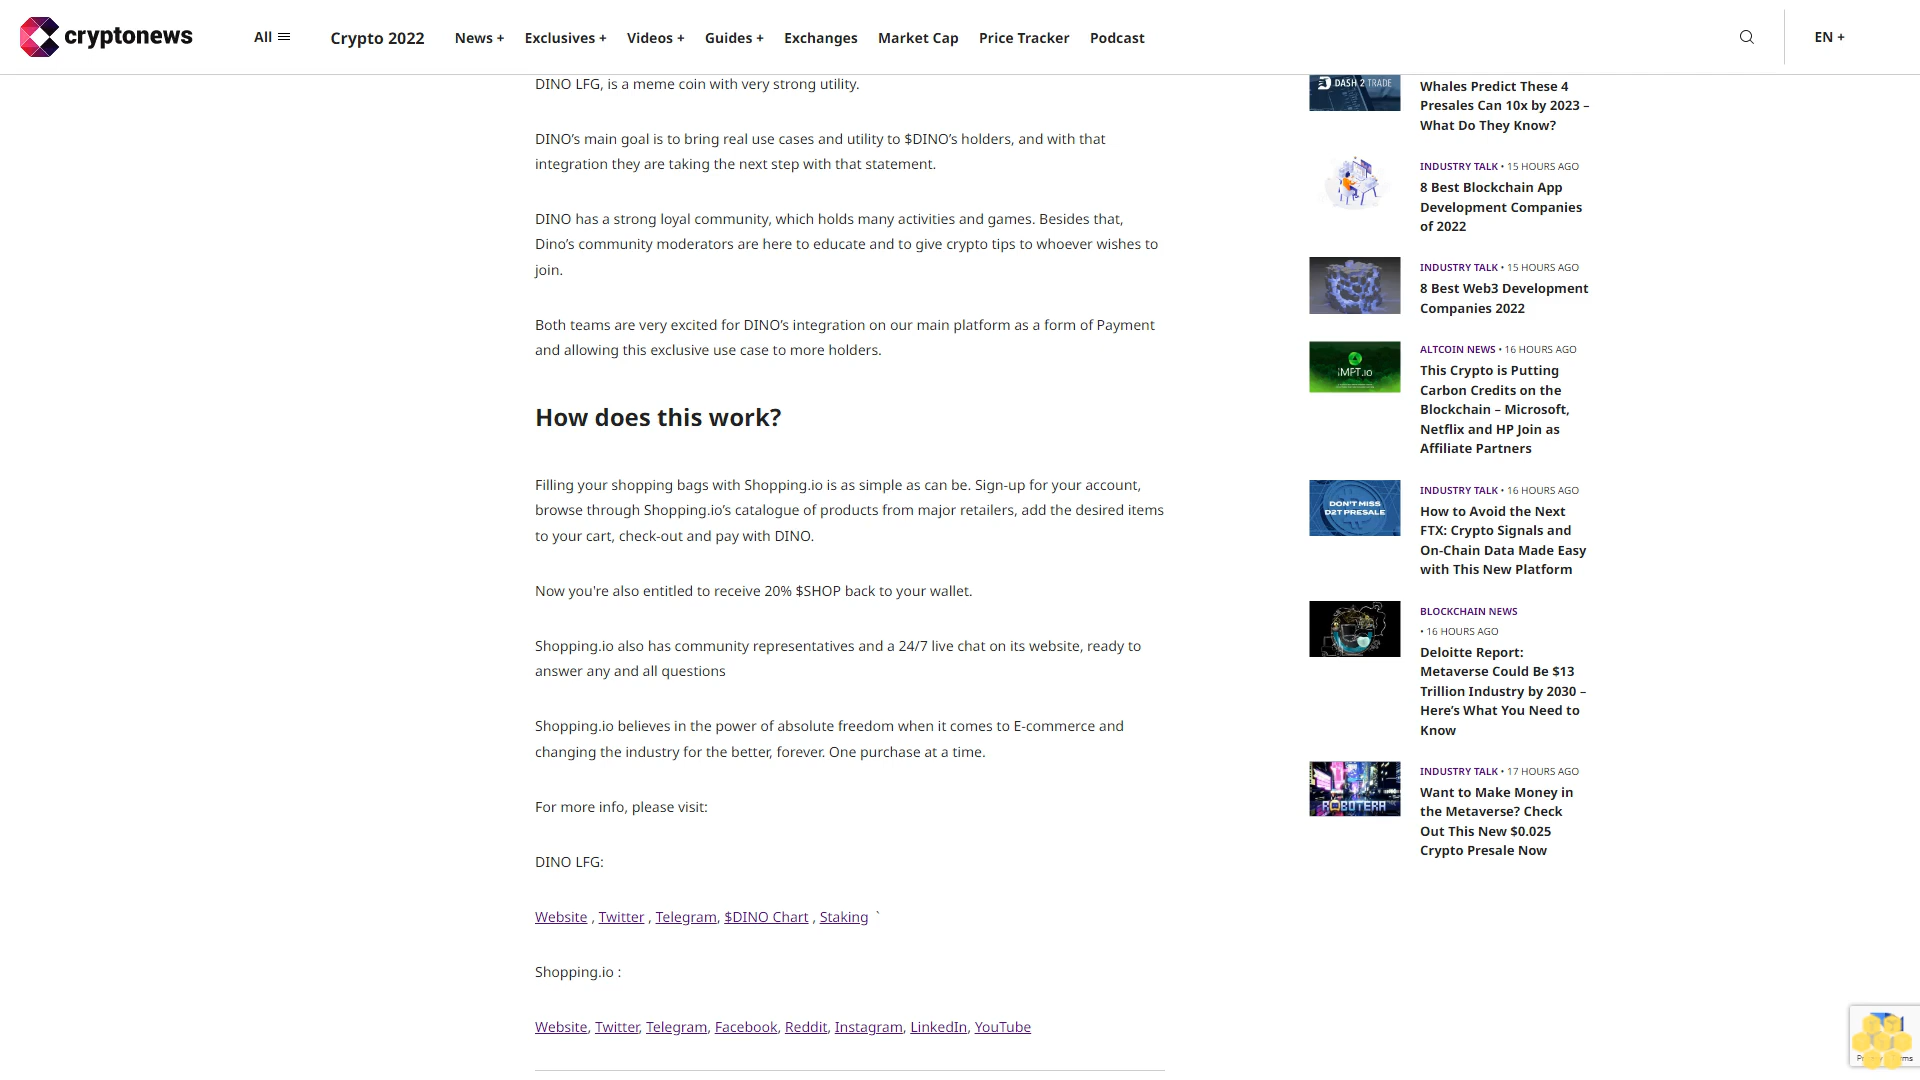 cryptonews
All
Crypto 2022
News +
Exclusives +
Videos +
Guides +
Exchanges
Market Cap
Price Tracker
Podcast
EN +
DINO LFG, is a meme coin with very strong utility.
DINO’s main goal is to bring real use cases and utility to $DINO’s holders, and with that
integration they are taking the next step with that statement.
DINO has a strong loyal community, which holds many activities and games. Besides that,
Dino’s community moderators are here to educate and to give crypto tips to whoever wishes to
join.
Both teams are very excited for DINO’s integration on our main platform as a form of Payment
and allowing this exclusive use case to more holders.
How does this work?
Filling your shopping bags with Shopping.io is as simple as can be. Sign-up for your account,
browse through Shopping.io’s catalogue of products from major retailers, add the desired items
to your cart, check-out and pay with DINO.
Now you're also entitled to receive 20% $SHOP back to your wallet.
Shopping.io also has community representatives and a 24/7 live chat on its website, ready to
answer any and all questions
Shopping.io believes in the power of absolute freedom when it comes to E-commerce and
changing the industry for the better, forever. One purchase at a time.
For more info, please visit:
DINO LFG:
Website , Twitter , Telegram, $DINO Chart , Staking `
Shopping.io :
Website, Twitter, Telegram, Facebook, Reddit, Instagram, LinkedIn, YouTube
DASH 2 TRADE
Whales Predict These 4
Presales Can 10x by 2023 –
What Do They Know?
INDUSTRY TALK • 15 HOURS AGO
8 Best Blockchain App
Development Companies
of 2022
INDUSTRY TALK • 15 HOURS AGO
8 Best Web3 Development
Companies 2022
iMPT.io
ALTCOIN NEWS • 16 HOURS AGO
This Crypto is Putting
Carbon Credits on the
Blockchain – Microsoft,
Netflix and HP Join as
Affiliate Partners
DON'T MISS
D2T PRESALE
INDUSTRY TALK • 16 HOURS AGO
How to Avoid the Next
FTX: Crypto Signals and
On-Chain Data Made Easy
with This New Platform
BLOCKCHAIN NEWS
• 16 HOURS AGO
Deloitte Report:
Metaverse Could Be $13
Trillion Industry by 2030 –
Here’s What You Need to
Know
ROBOTERA
INDUSTRY TALK • 17 HOURS AGO
Want to Make Money in
the Metaverse? Check
Out This New $0.025
Crypto Presale Now